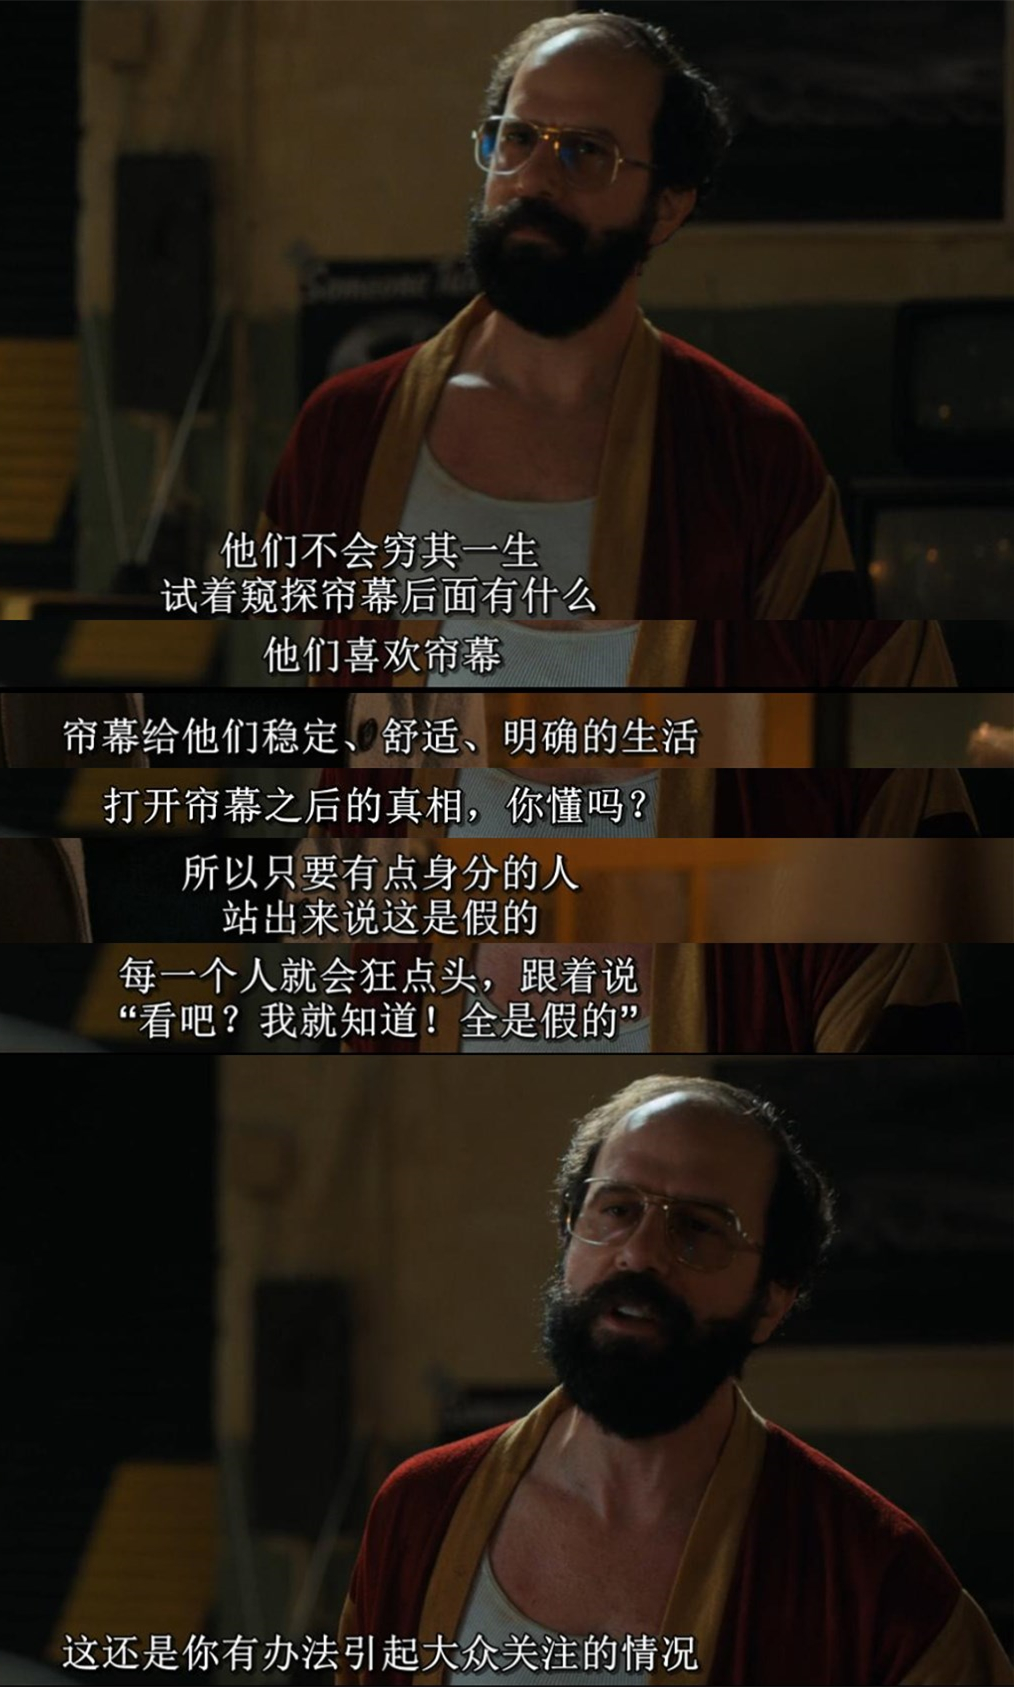 Someone
他们不会穷其一生
试着窥探帘幕后面有什么
他们喜欢帘幕
帘幕给他们稳定、舒适、明确的生活
打开帘幕之后的真相，你懂吗？
所以只要有点身分的人
站出来说这是假的
每一个人就会狂点头，跟着说
“看吧？我就知道！全是假的”
这还是你有办法引起大众关注的情况